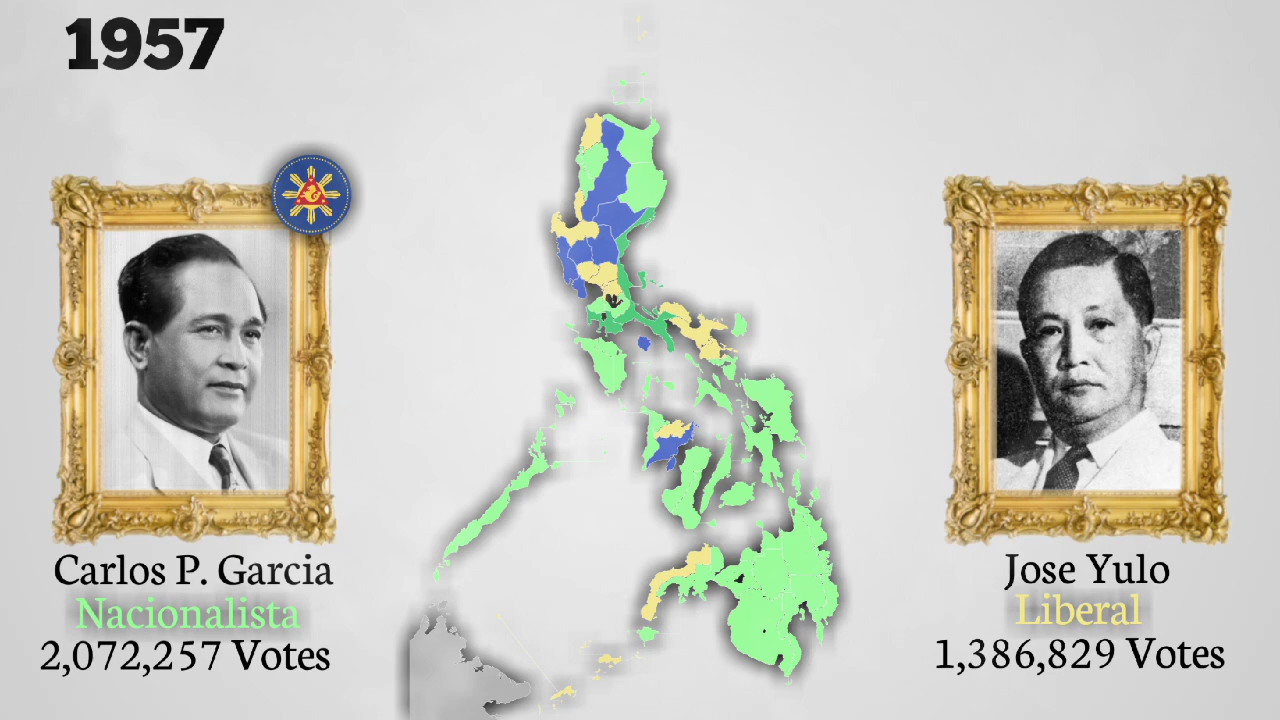 1957
Carlos P. Garcia
Nacionalista
2,072,257 Votes
Jose Yulo
Liberal
1,386,829 Votes